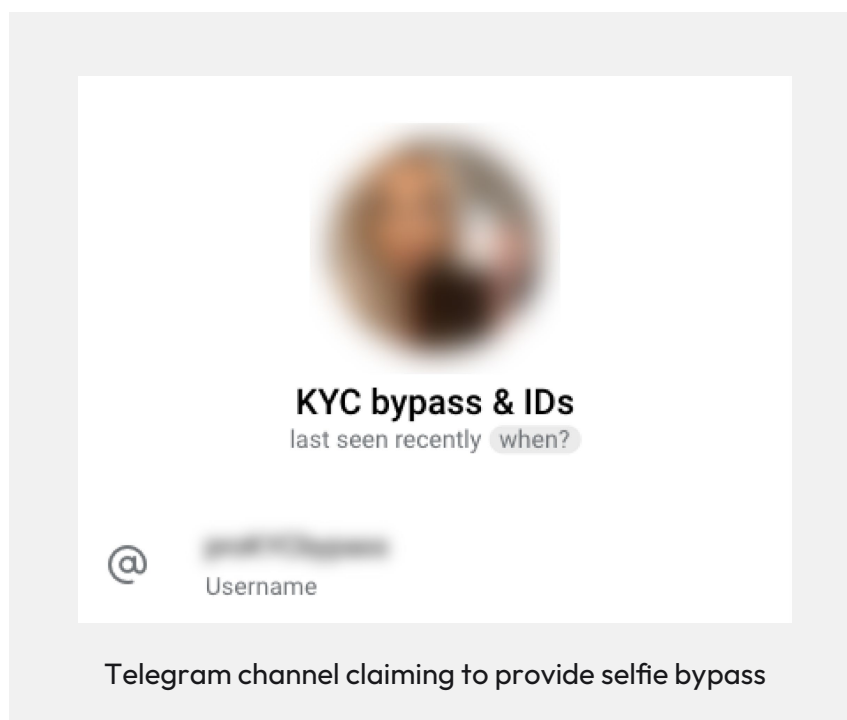 KYC bypass & IDs
last seen recently when?
@
Username
Telegram channel claiming to provide selfie bypass